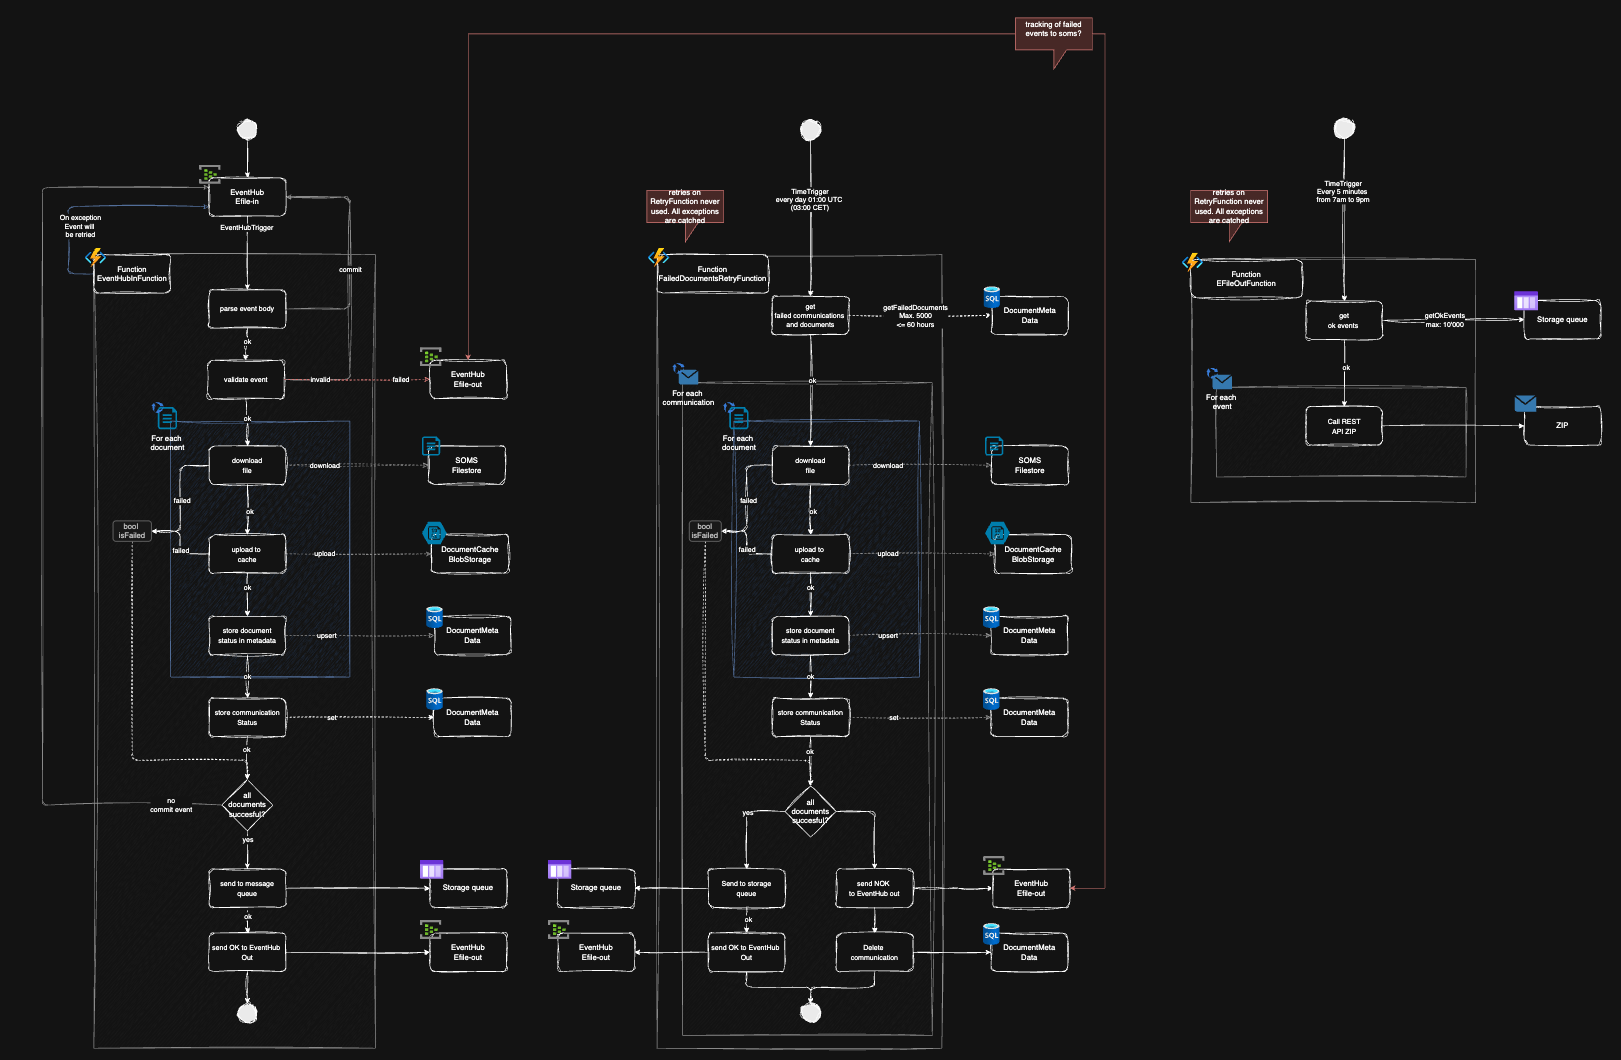 tracking of failed
events to soms?
EventHub
Efile-in
EventHubTrigger
On exception
Event will
be retried
Function
EventHubInFunction
commit
parse event body
ok
validate event
invalid
failed
EventHub
Efile-out
ok
For each
document
download
file
download
SOMS
Filestore
failed
ok
bool
isFailed
failed
upload to
cache
upload
DocumentCache
BlobStorage
ok
store document
status in metadata
upsert
DocumentMeta
Data
ok
store communication
Status
set
DocumentMeta
Data
ok
all
documents
succesful?
no
commit event
yes
send to message
queue
Storage queue
ok
send OK to EventHub
Out
EventHub
Efile-out
retries on
RetryFunction never
used. All exceptions
are catched
TimeTrigger
every day 01:00 UTC
(03:00 CET)
Function
FailedDocumentsRetryFunction
get
failed communications
and documents
getFailedDocuments
Max. 5000
<= 60 hours
DocumentMeta
Data
ok
For each
communication
For each
document
download
file
download
SOMS
Filestore
failed
ok
bool
isFailed
failed
upload to
cache
upload
DocumentCache
BlobStorage
ok
store document
status in metadata
upsert
DocumentMeta
Data
ok
store communication
Status
set
DocumentMeta
Data
ok
all
documents
succesful?
yes
Send to storage
queue
Storage queue
ok
send OK to EventHub
Out
EventHub
Efile-out
send NOK
to EventHub out
EventHub
Efile-out
Delete
communication
DocumentMeta
Data
retries on
RetryFunction never
used. All exceptions
are catched
TimeTrigger
Every 5 minutes
from 7am to 9pm
Function
EFileOutFunction
get
ok events
getOkEvents
max: 10'000
Storage queue
ok
For each
event
Call REST
API ZIP
ZIP
SQL
SQL
SQL
SQL
SQL
SQL